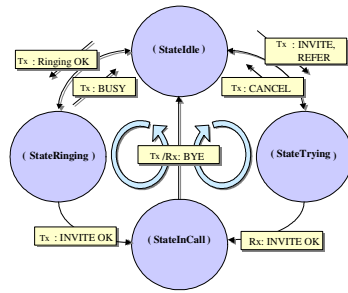 ( StateIdle )
Tx : Ringing OK
Tx : INVITE,
REFER
Tx : BUSY
Tx : CANCEL
( StateRinging )
Tx /Rx: BYE
( StateTrying )
Tx : INVITE OK
( StateInCall )
Rx: INVITE OK